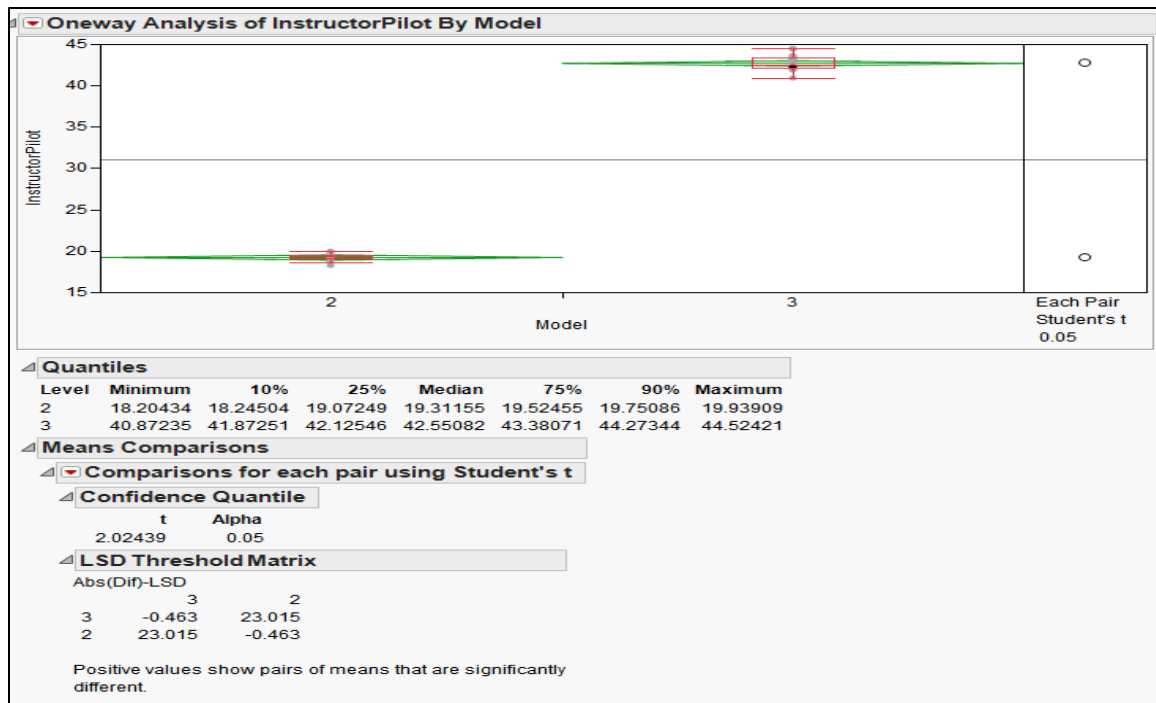 Oneway Analysis of InstructorPilot By Model
45
40
35
30
25
20
15
InstructorPilot
2
3
Model
Each Pair
Student's t
0.05
Quantiles
Level Minimum 10% 25% Median 75% 90% Maximum
2 18.20434 18.24504 19.07249 19.31155 19.52455 19.75086 19.93909
3 40.87235 41.87251 42.12546 42.55082 43.38071 44.27344 44.52421
Means Comparisons
Comparisons for each pair using Student's t
Confidence Quantile
t Alpha
2.02439 0.05
LSD Threshold Matrix
Abs(Dif)-LSD
3 2
3 -0.463 23.015
2 23.015 -0.463
Positive values show pairs of means that are significantly
different.